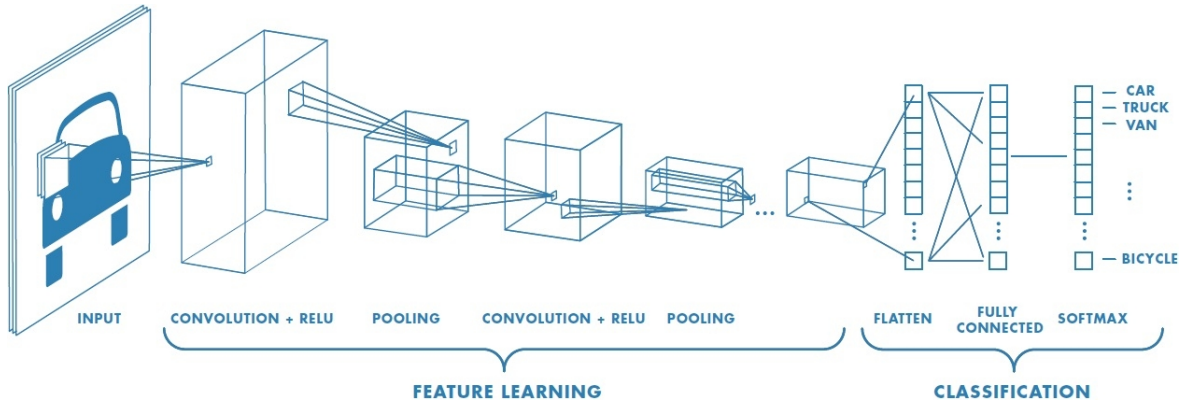 CAR
TRUCK
VAN
BICYCLE
INPUT
CONVOLUTION + RELU
POOLING
CONVOLUTION + RELU
POOLING
FLATTEN
FULLY
CONNECTED
SOFTMAX
FEATURE LEARNING
CLASSIFICATION